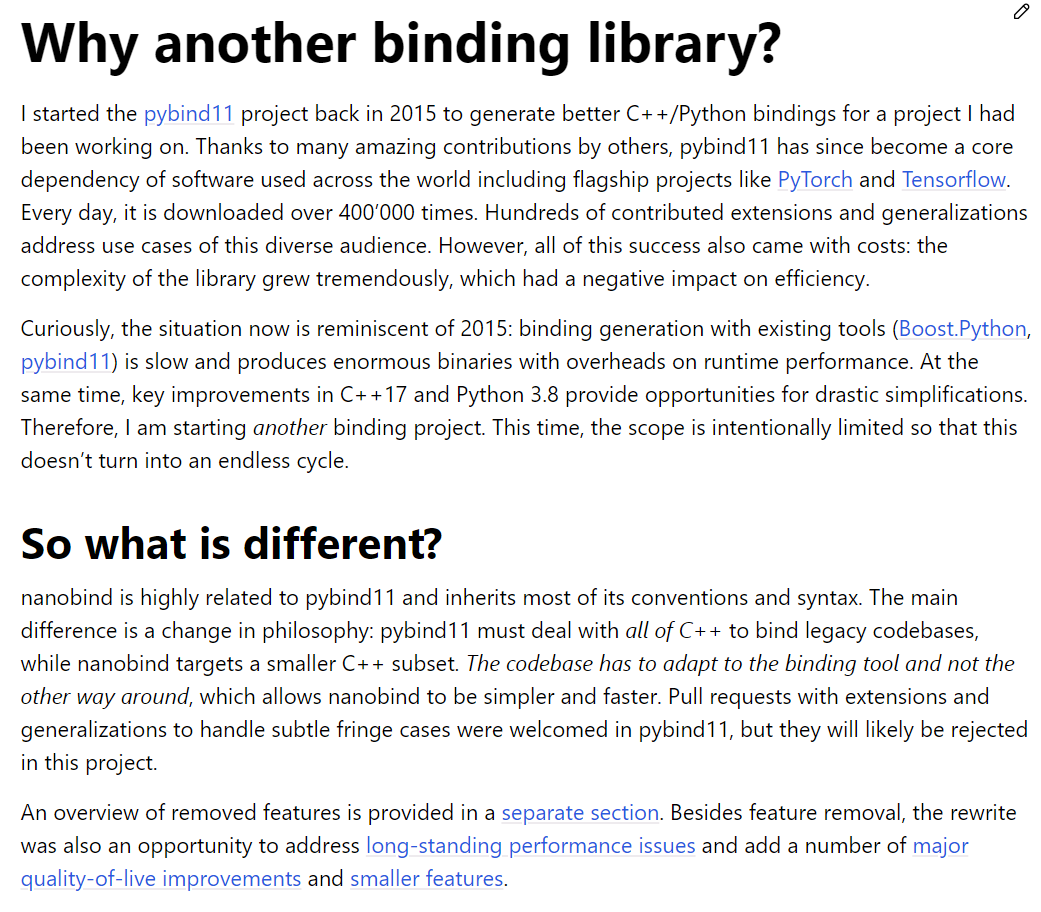 Why another binding library?
I started the pybind11 project back in 2015 to generate better C++/Python bindings for a project I had
been working on. Thanks to many amazing contributions by others, pybind11 has since become a core
dependency of software used across the world including flagship projects like PyTorch and Tensorflow.
Every day, it is downloaded over 400’000 times. Hundreds of contributed extensions and generalizations
address use cases of this diverse audience. However, all of this success also came with costs: the
complexity of the library grew tremendously, which had a negative impact on efficiency.
Curiously, the situation now is reminiscent of 2015: binding generation with existing tools (Boost.Python,
pybind11) is slow and produces enormous binaries with overheads on runtime performance. At the
same time, key improvements in C++17 and Python 3.8 provide opportunities for drastic simplifications.
Therefore, I am starting another binding project. This time, the scope is intentionally limited so that this
doesn’t turn into an endless cycle.
So what is different?
nanobind is highly related to pybind11 and inherits most of its conventions and syntax. The main
difference is a change in philosophy: pybind11 must deal with all of C++ to bind legacy codebases,
while nanobind targets a smaller C++ subset. The codebase has to adapt to the binding tool and not the
other way around, which allows nanobind to be simpler and faster. Pull requests with extensions and
generalizations to handle subtle fringe cases were welcomed in pybind11, but they will likely be rejected
in this project.
An overview of removed features is provided in a separate section. Besides feature removal, the rewrite
was also an opportunity to address long-standing performance issues and add a number of major
quality-of-live improvements and smaller features.